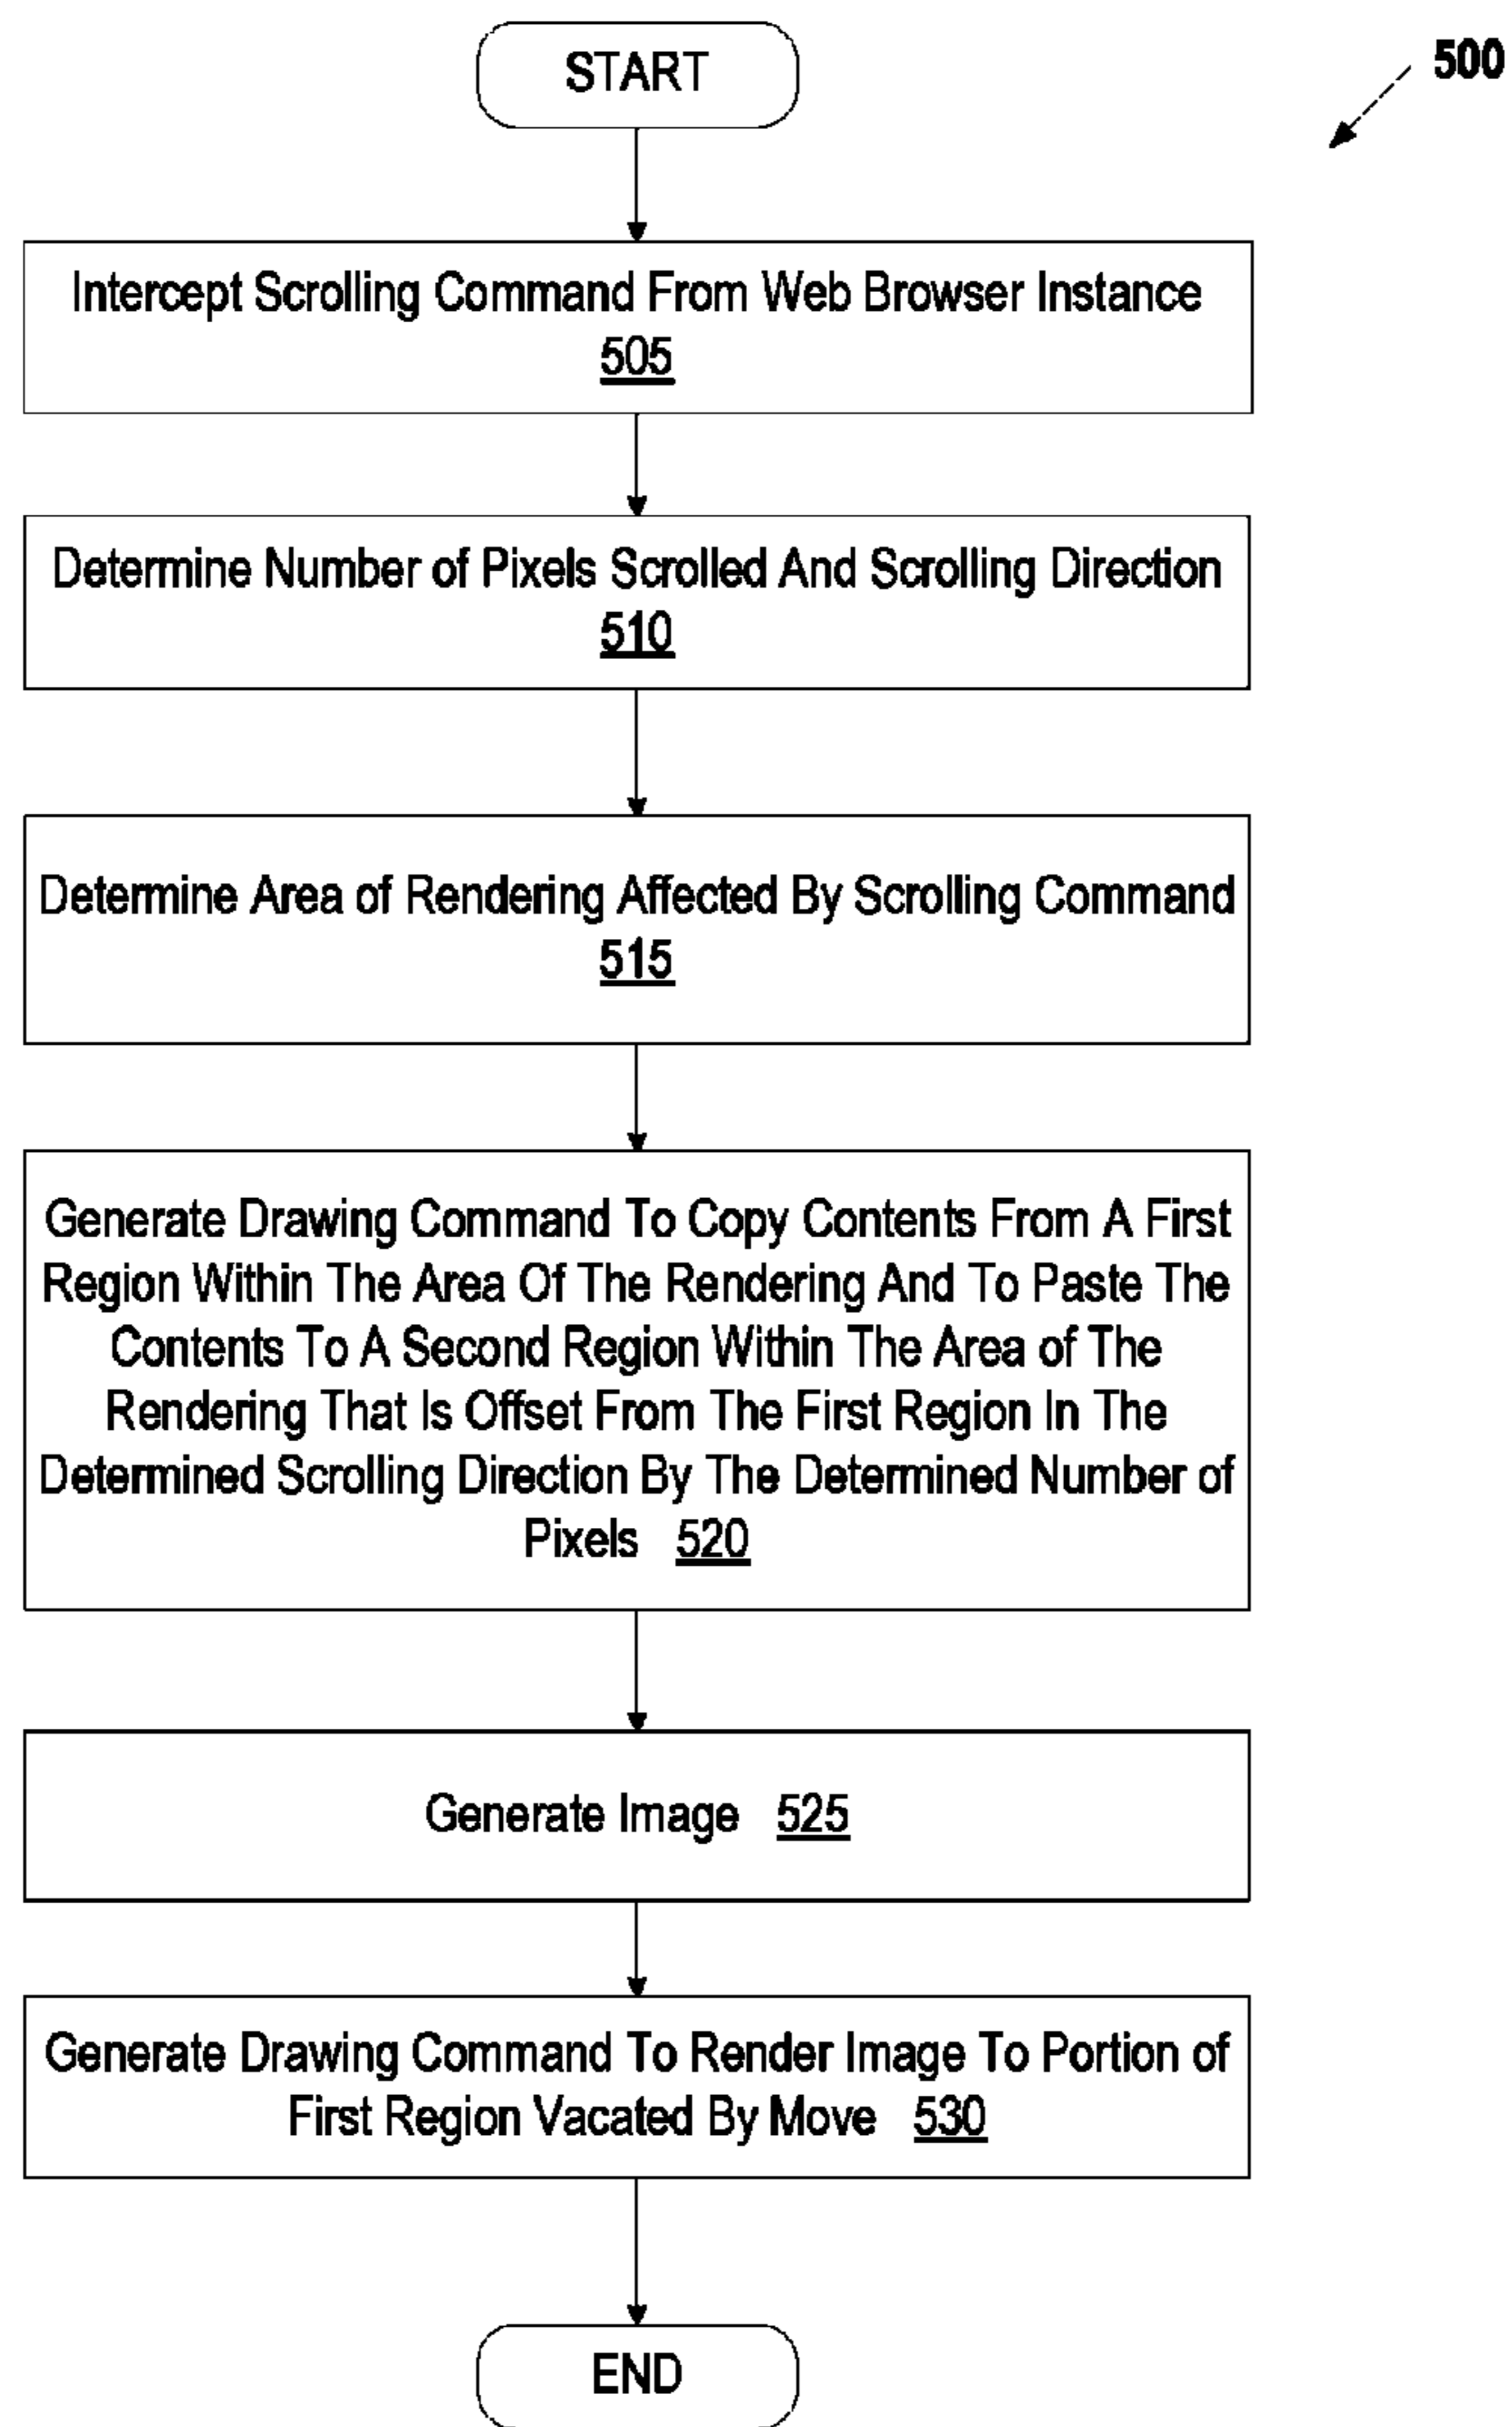 START
500
Intercept Scrolling Command From Web Browser Instance
505
Determine Number of Pixels Scrolled And Scrolling Direction
510
Determine Area of Rendering Affected By Scrolling Command
515
Generate Drawing Command To Copy Contents From A First
Region Within The Area Of The Rendering And To Paste The
Contents To A Second Region Within The Area of The
Rendering That Is Offset From The First Region In The
Determined Scrolling Direction By The Determined Number of
Pixels 520
Generate Image 525
Generate Drawing Command To Render Image To Portion of
First Region Vacated By Move 530
END